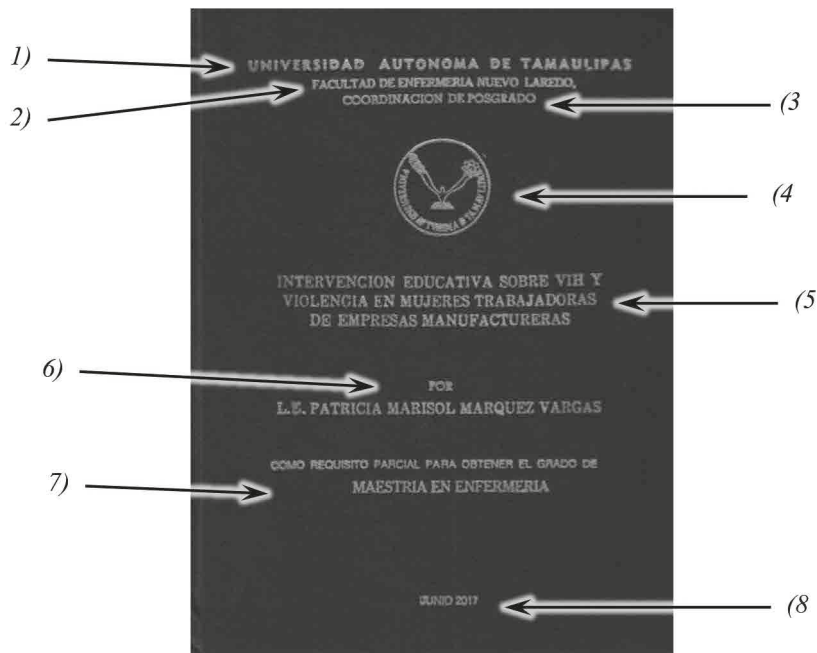 1)
UNIVERSIDAD AUTONOMA DE TAMAULIPAS
2)
FACULTAD DE ENFERMERIA NUEVO LAREDO,
COORDINACION DE POSGRADO
(3
(4
INTERVENCION EDUCATIVA SOBRE VIH Y
VIOLENCIA EN MUJERES TRABAJADORAS
DE EMPRESAS MANUFACTURERAS
(5
6)
POR
L.E. PATRICIA MARISOL MARQUEZ VARGAS
7)
COMO REQUISITO PARCIAL PARA OBTENER EL GRADO DE
MAESTRIA EN ENFERMERIA
JUNIO 2017
(8